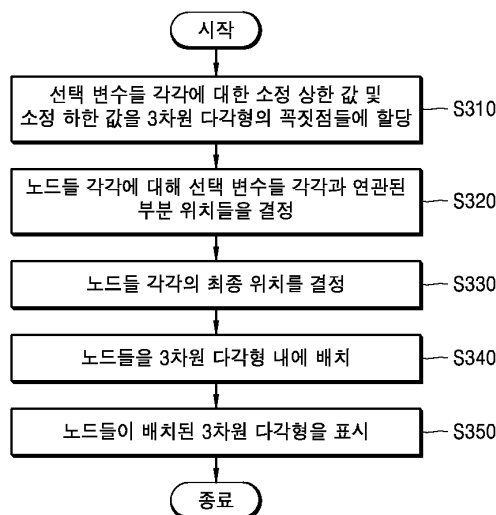 시작
선택 변수들 각각에 대한 소정 상한 값 및
소정 하한 값을 3차원 다각형의 꼭짓점들에 할당
S310
노드들 각각에 대해 선택 변수들 각각과 연관된
부분 위치들을 결정
S320
노드들 각각의 최종 위치를 결정
S330
노드들을 3차원 다각형 내에 배치
S340
노드들이 배치된 3차원 다각형을 표시
S350
종료